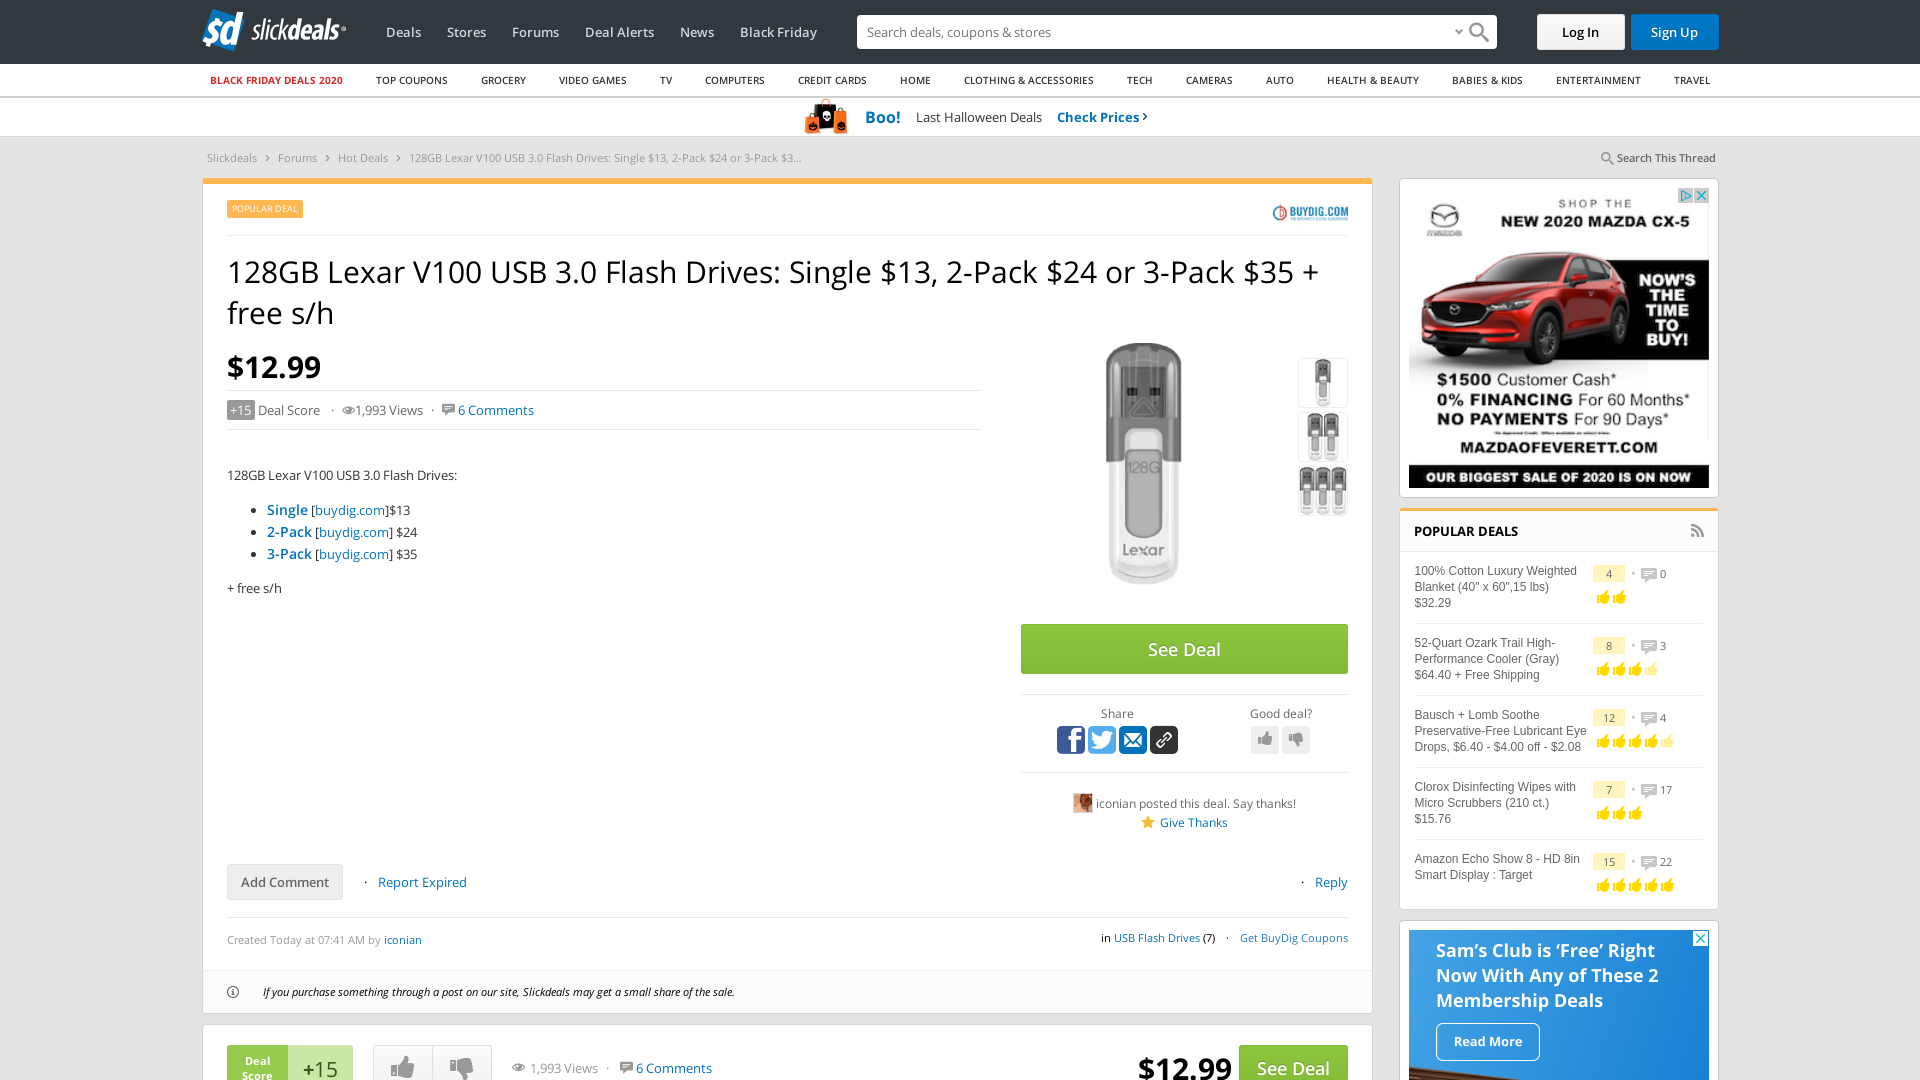 slickdeals
Deals Stores Forums Deal Alerts News Black Friday
Search deals, coupons & stores
Log In Sign Up
BLACK FRIDAY DEALS 2020 TOP COUPONS GROCERY VIDEO GAMES TV COMPUTERS CREDIT CARDS HOME CLOTHING & ACCESSORIES TECH CAMERAS AUTO HEALTH & BEAUTY BABIES & KIDS ENTERTAINMENT TRAVEL
Boo! Last Halloween Deals Check Prices
Slickdeals > Forums > Hot Deals > 128GB Lexar V100 USB 3.0 Flash Drives: Single $13, 2-Pack $24 or 3-Pack $3...
Search This Thread
POPULAR DEAL
BUYDIG.COM
128GB Lexar V100 USB 3.0 Flash Drives: Single $13, 2-Pack $24 or 3-Pack $35 +
free s/h
$12.99
+15 Deal Score · 1,993 Views · 6 Comments
128GB Lexar V100 USB 3.0 Flash Drives:
• Single [buydig.com]$13
• 2-Pack [buydig.com] $24
• 3-Pack [buydig.com] $35
+ free s/h
128G
Lexar
See Deal
Share
Good deal?
iconian posted this deal. Say thanks!
Give Thanks
Add Comment · Report Expired
· Reply
Created Today at 07:41 AM by iconian
in USB Flash Drives (7) · Get BuyDig Coupons
If you purchase something through a post on our site, Slickdeals may get a small share of the sale.
Deal
Score
+15
1,993 Views · 6 Comments
$12.99
See Deal
SHOP THE
NEW 2020 MAZDA CX-5
mazda
NOW'S
THE
TIME
TO
BUY!
$1500 Customer Cash*
0% FINANCING For 60 Months*
NO PAYMENTS For 90 Days*
MAZDAOFEVERETT.COM
OUR BIGGEST SALE OF 2020 IS ON NOW
POPULAR DEALS
100% Cotton Luxury Weighted
Blanket (40" x 60",15 lbs)
$32.29
4 · 0
52-Quart Ozark Trail High-
Performance Cooler (Gray)
$64.40 + Free Shipping
8 · 3
Bausch + Lomb Soothe
Preservative-Free Lubricant Eye
Drops, $6.40 - $4.00 off - $2.08
12 · 4
Clorox Disinfecting Wipes with
Micro Scrubbers (210 ct.)
$15.76
7 · 17
Amazon Echo Show 8 - HD 8in
Smart Display : Target
15 · 22
Sam's Club is 'Free' Right
Now With Any of These 2
Membership Deals
Read More